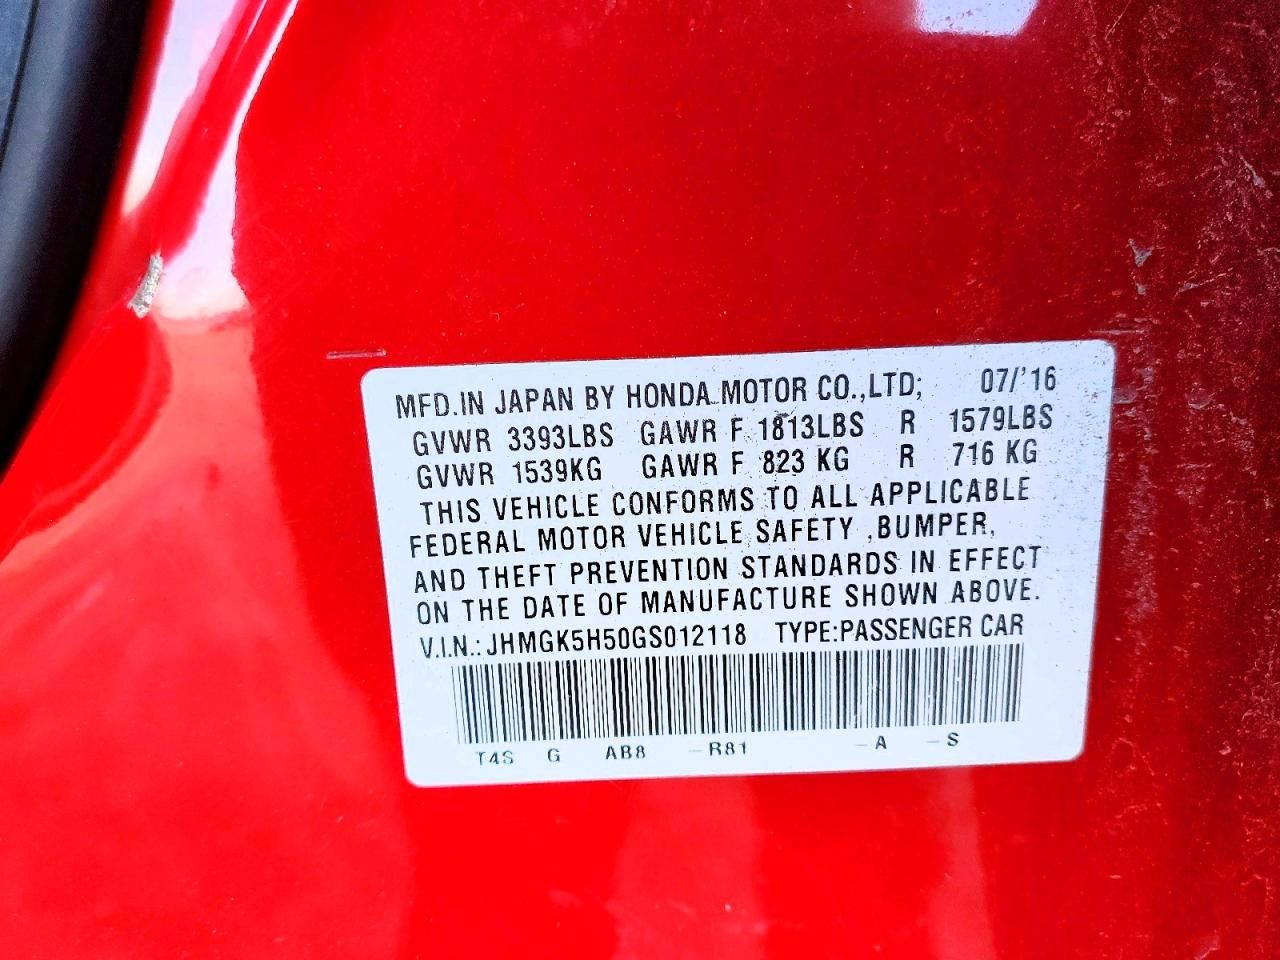 MFD.IN JAPAN BY HONDA MOTOR CO.,LTD; 07/'16
GVWR 3393LBS GAWR F 1813LBS R 1579LBS
GVWR 1539KG GAWR F 823 KG R 716 KG
THIS VEHICLE CONFORMS TO ALL APPLICABLE
FEDERAL MOTOR VEHICLE SAFETY ,BUMPER,
AND THEFT PREVENTION STANDARDS IN EFFECT
ON THE DATE OF MANUFACTURE SHOWN ABOVE.
V.I.N.: JHMGK5H50GS012118 TYPE:PASSENGER CAR
T4S G AB8 -R81 -A -S